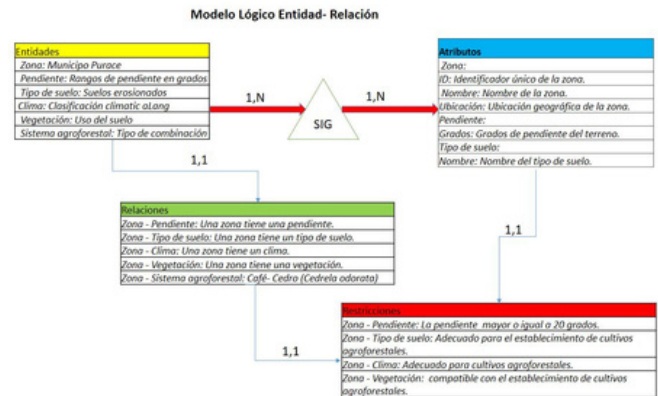 Modelo Lógico Entidad- Relación
Entidades
Zona: Municipo Purace
Pendiente: Rangos de pendiente en grados
Tipo de suelo: Suelos erosionados
Clima: Clasificación climatic aLang
Vegetación: Uso del suelo
Sistema agroforestal: Tipo de combinación
1,N
SIG
1,N
Atributos
Zona:
ID: Identificador único de la zona.
Nombre: Nombre de la zona.
Ubicación: Ubicación geográfica de la zona.
Pendiente:
Grados: Grados de pendiente del terreno.
Tipo de suelo:
Nombre: Nombre del tipo de suelo.
1,1
Relaciones
Zona - Pendiente: Una zona tiene una pendiente.
Zona - Tipo de suelo: Una zona tiene un tipo de suelo.
Zona - Clima: Una zona tiene un clima.
Zona - Vegetación: Una zona tiene una vegetación.
Zona - Sistema agroforestal: Café- Cedro (Cedrela odorata)
1,1
1,1
Restricciones
Zona - Pendiente: La pendiente mayor o igual a 20 grados.
Zona - Tipo de suelo: Adecuado para el establecimiento de cultivos
agroforestales.
Zona - Clima: Adecuado para cultivos agroforestales.
Zona - Vegetación: compatible con el establecimiento de cultivos
agroforestales.